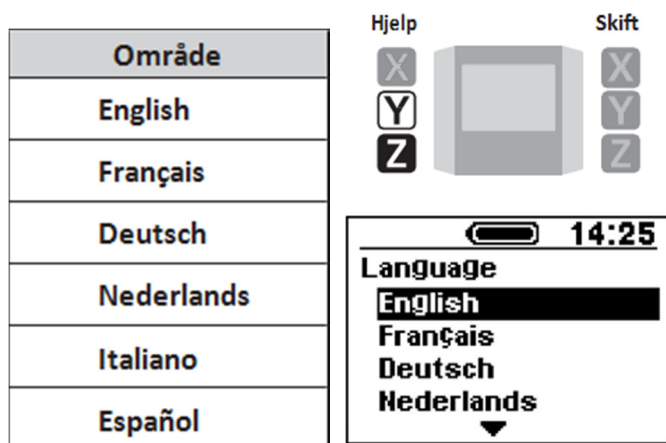 Område
English
Français
Deutsch
Nederlands
Italiano
Español
Hjelp Skift
X X
Y Y
Z Z
14:25
Language
English
Français
Deutsch
Nederlands